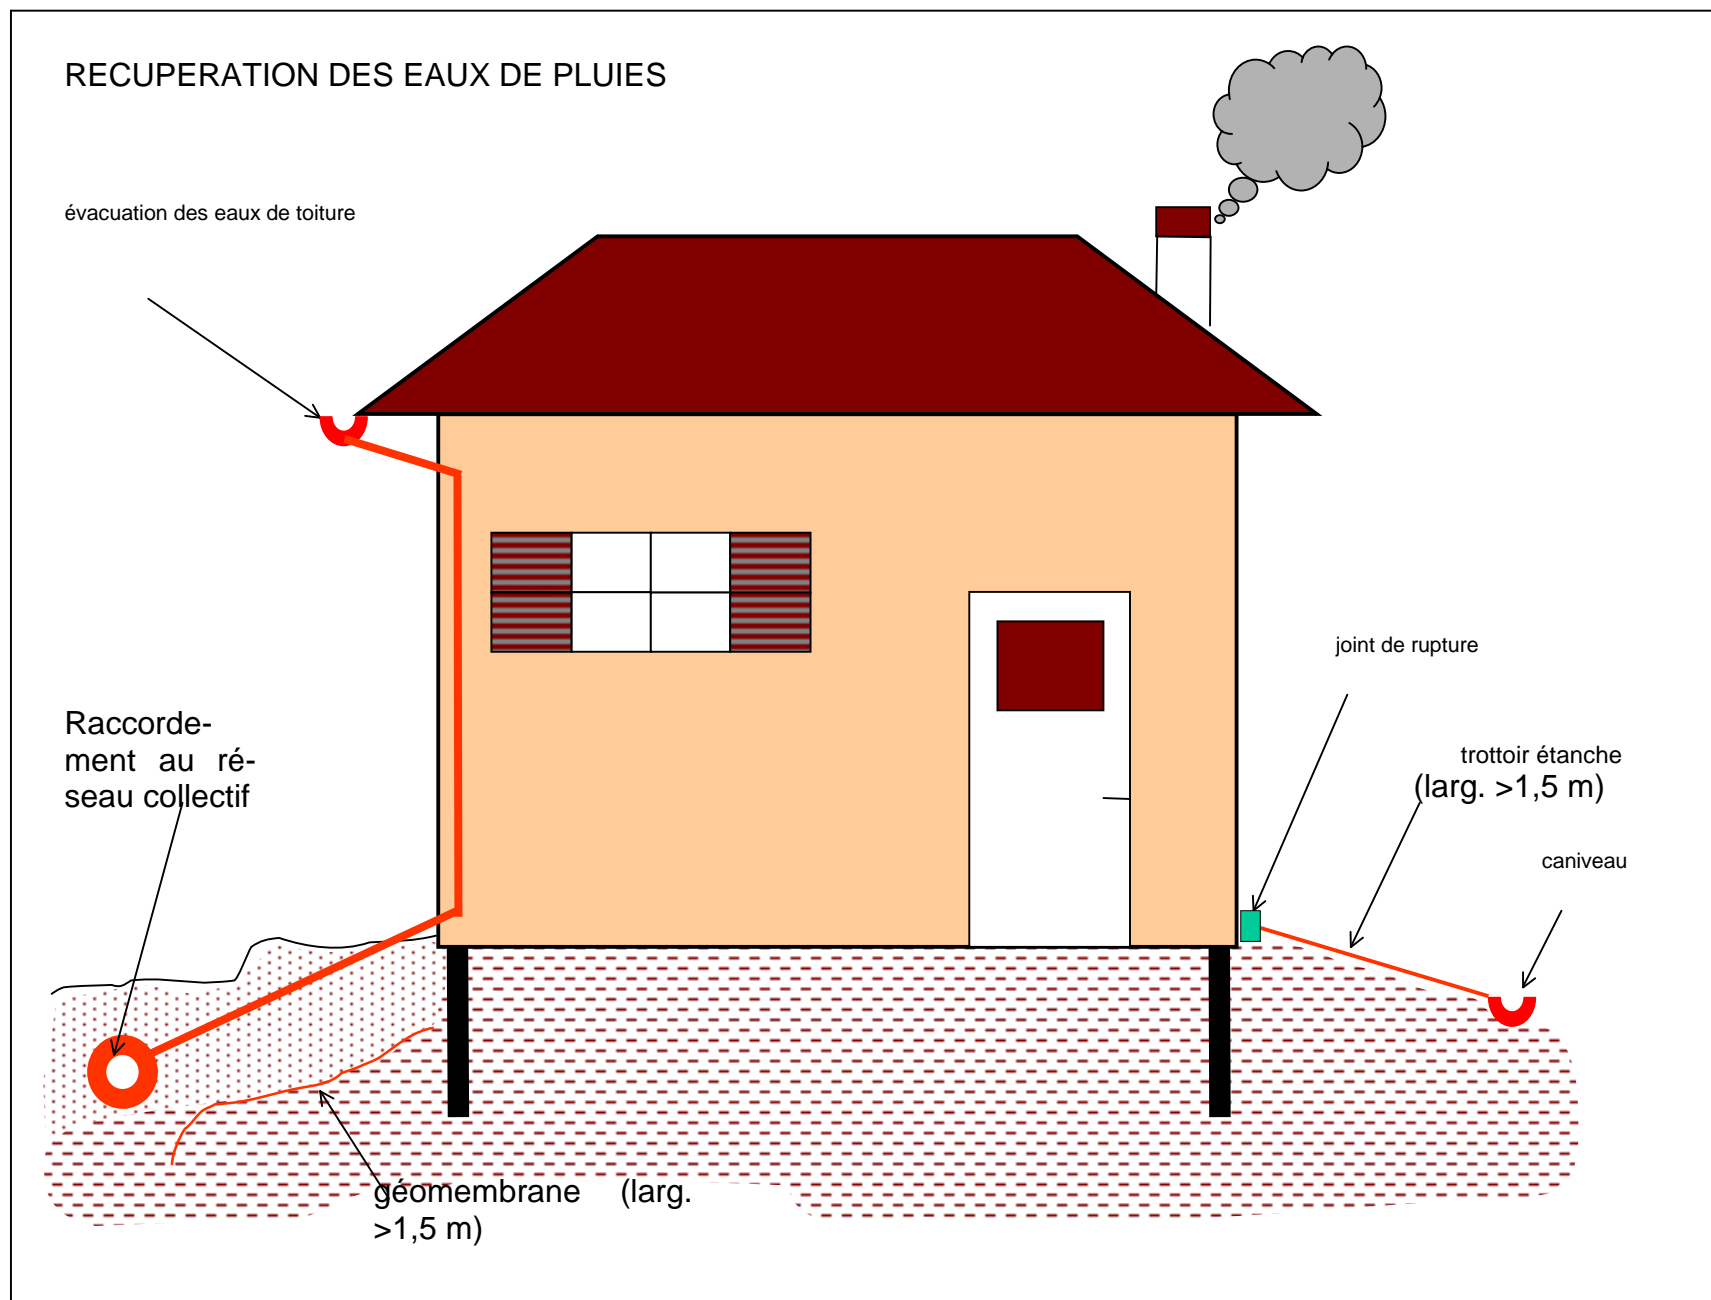 RECUPERATION DES EAUX DE PLUIES
évacuation des eaux de toiture
joint de rupture
Raccorde-
ment au ré-
seau collectif
trottoir étanche
(larg. >1,5 m)
caniveau
géomembrane (larg.
>1,5 m)